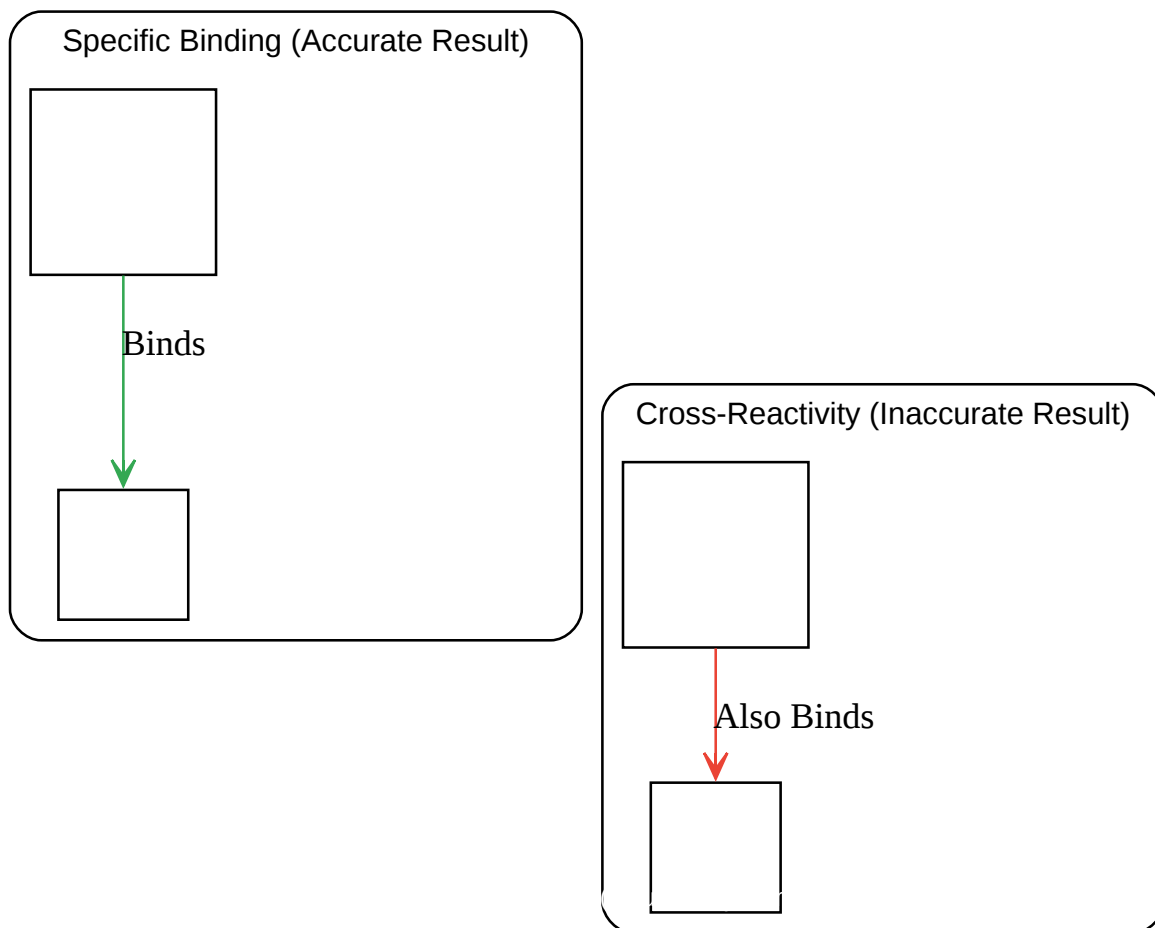 Specific Binding (Accurate Result)
Binds
Cross-Reactivity (Inaccurate Result)
Also Binds